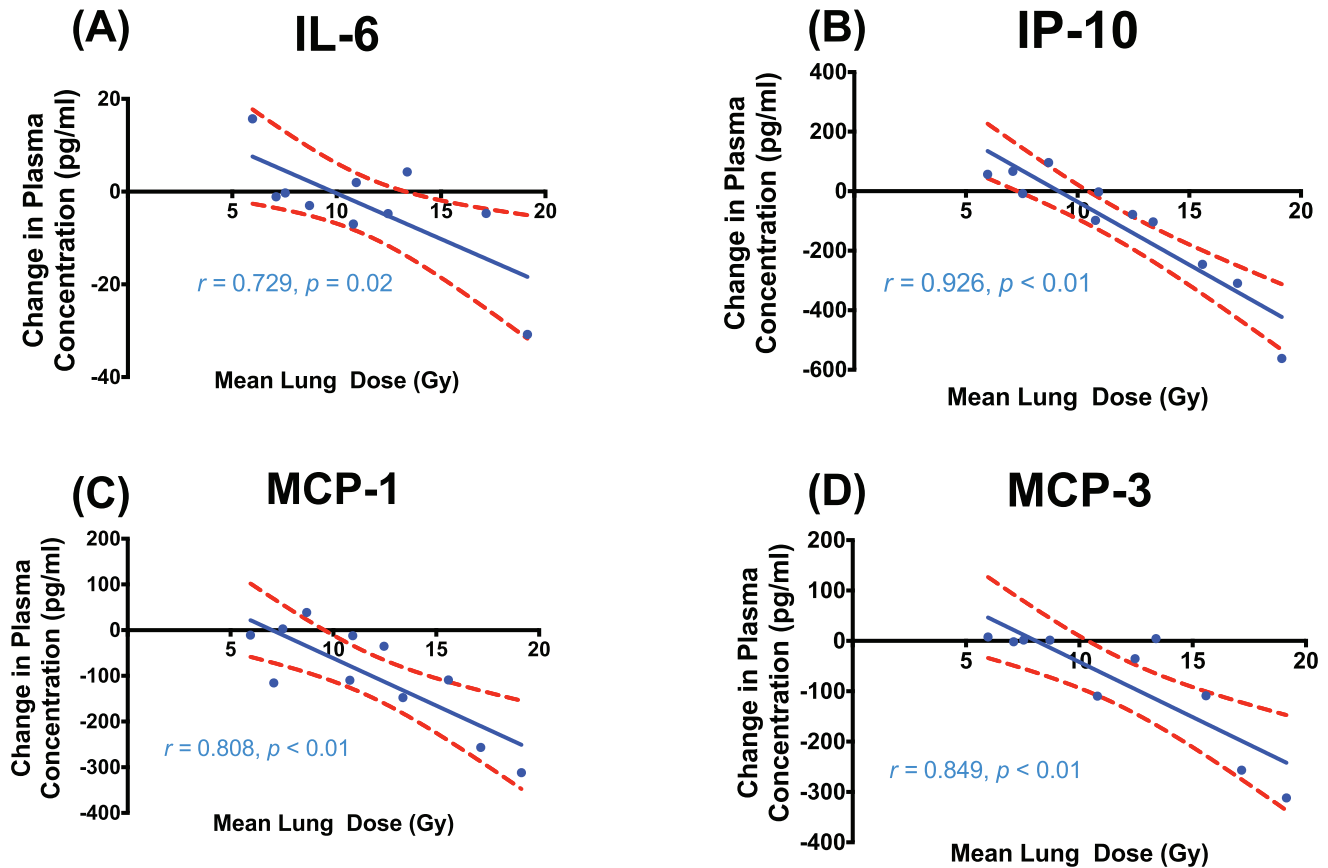 (A)
IL-6
Change in Plasma
Concentration (pg/ml)
20
0
-20
-40
5
10
15
20
r = 0.729, p = 0.02
Mean Lung Dose (Gy)
(B)
IP-10
Change in Plasma
Concentration (pg/ml)
400
200
0
-200
-400
-600
5
10
15
20
r = 0.926, p < 0.01
Mean Lung Dose (Gy)
(C)
MCP-1
Change in Plasma
Concentration (pg/ml)
200
100
0
-100
-200
-300
-400
5
10
15
20
r = 0.808, p < 0.01
Mean Lung Dose (Gy)
(D)
MCP-3
Change in Plasma
Concentration (pg/ml)
200
100
0
-100
-200
-300
-400
5
10
15
20
r = 0.849, p < 0.01
Mean Lung Dose (Gy)